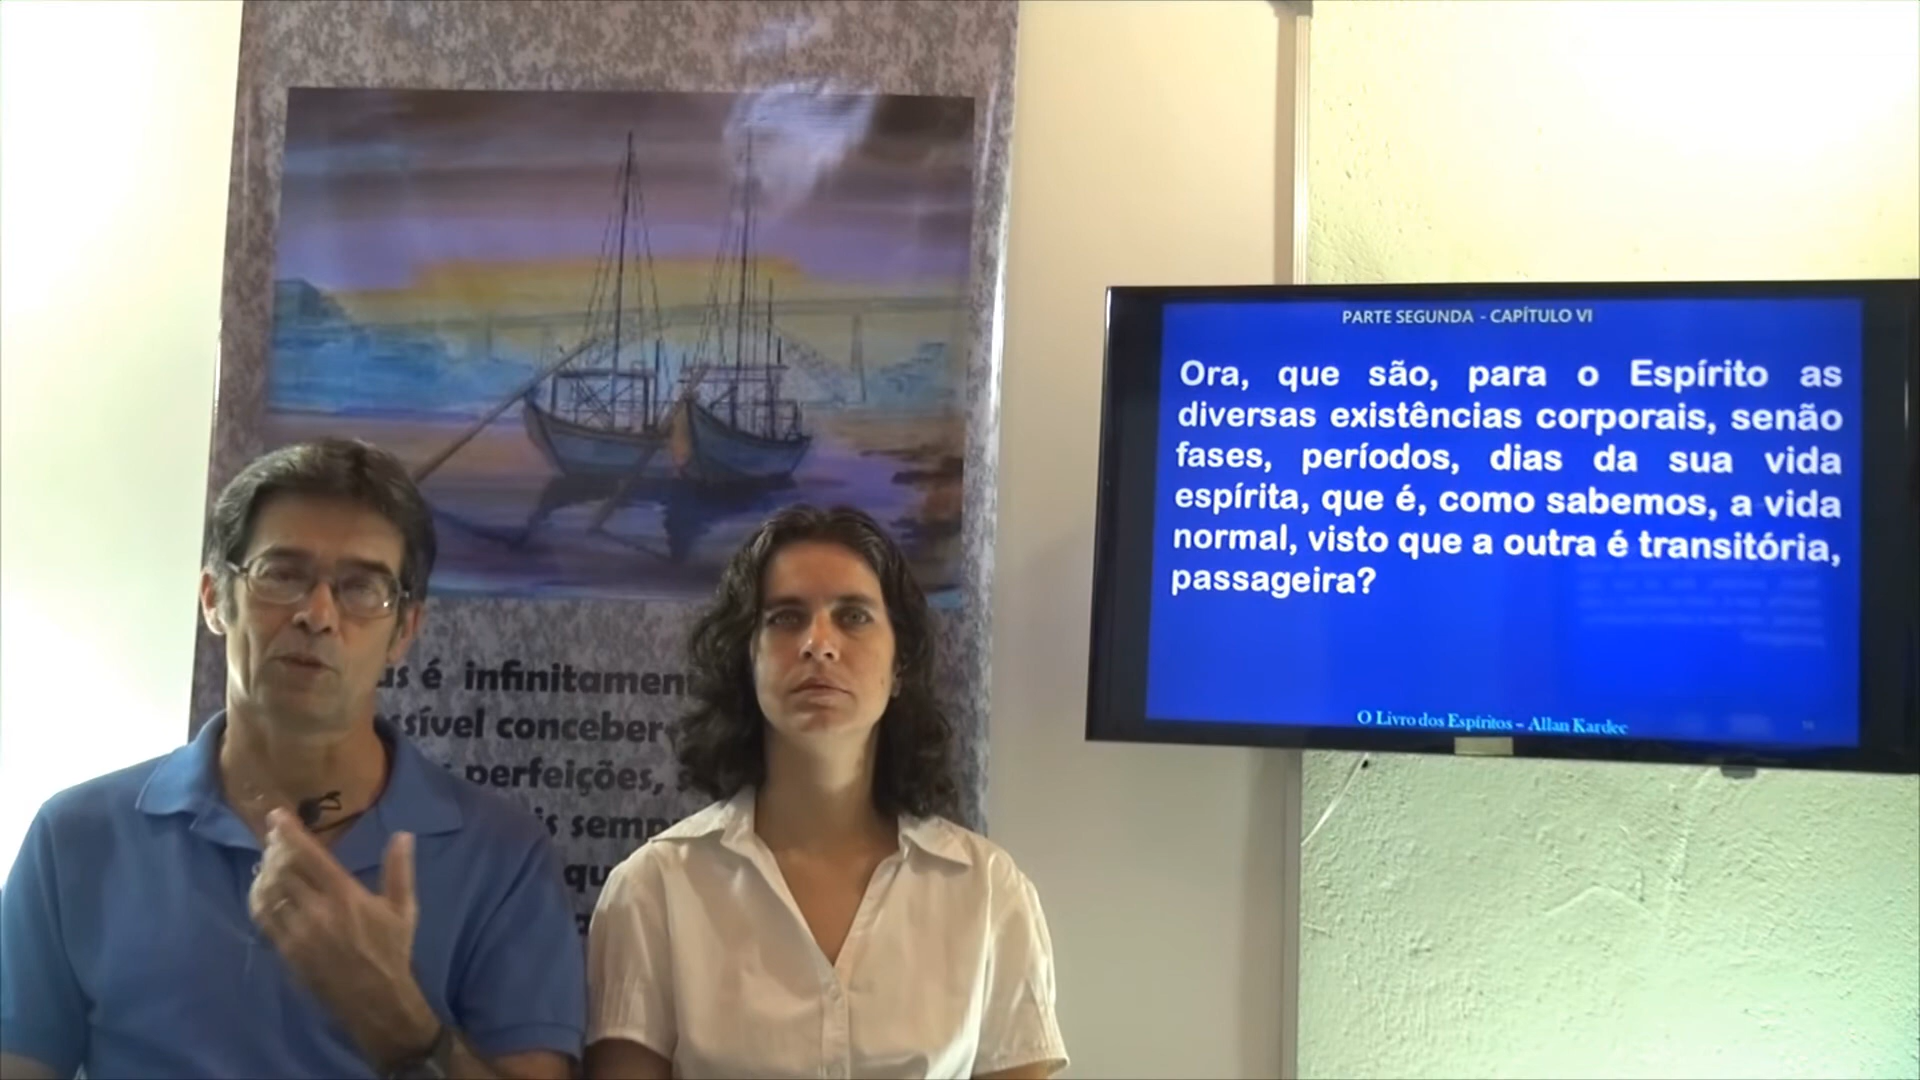 é infinitamen
ssível conceber
perfeições, s
is semp
qu
PARTE SEGUNDA - CAPÍTULO VI
Ora, que são, para o Espírito as
diversas existências corporais, senão
fases, períodos, dias da sua vida
espírita, que é, como sabemos, a vida
normal, visto que a outra é transitória,
passageira?
O Livro dos Espíritos – Allan Kardec